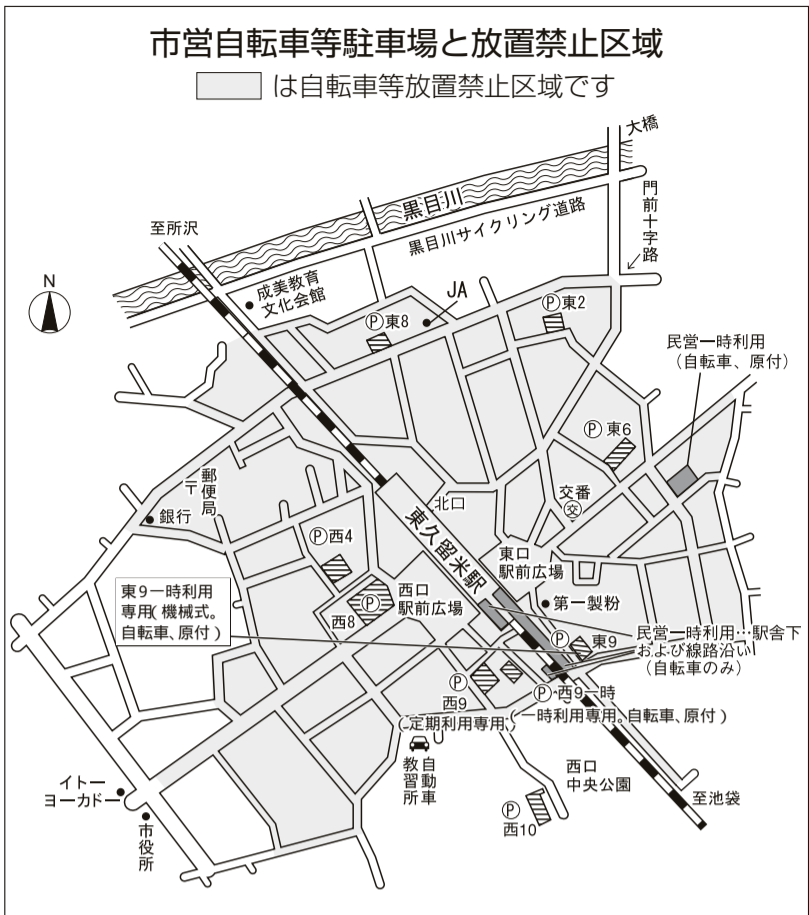 市営自転車等駐車場と放置禁止区域
は自転車等放置禁止区域です
大橋
黒目川
黒目川サイクリング道路
門前十字路
至所沢
N
成美教育
文化会館
JA
Ⓟ東8
Ⓟ東2
民営一時利用
（自転車、原付）
Ⓟ東6
郵便局
〒
銀行
北口
交番
交
東久留米駅
Ⓟ西4
東口
駅前広場
西口
駅前広場
Ⓟ
西8
第一製粉
東9一時利用
専用（機械式。
自転車、原付）
民営一時利用…駅舎下
および線路沿い
（自転車のみ）
Ⓟ
東9
Ⓟ
西9
（定期利用専用）
Ⓟ西9一時
（一時利用専用。自転車、原付）
自動車
教習所
西口
中央公園
Ⓟ
西10
イトー
ヨーカドー
市役所
至池袋